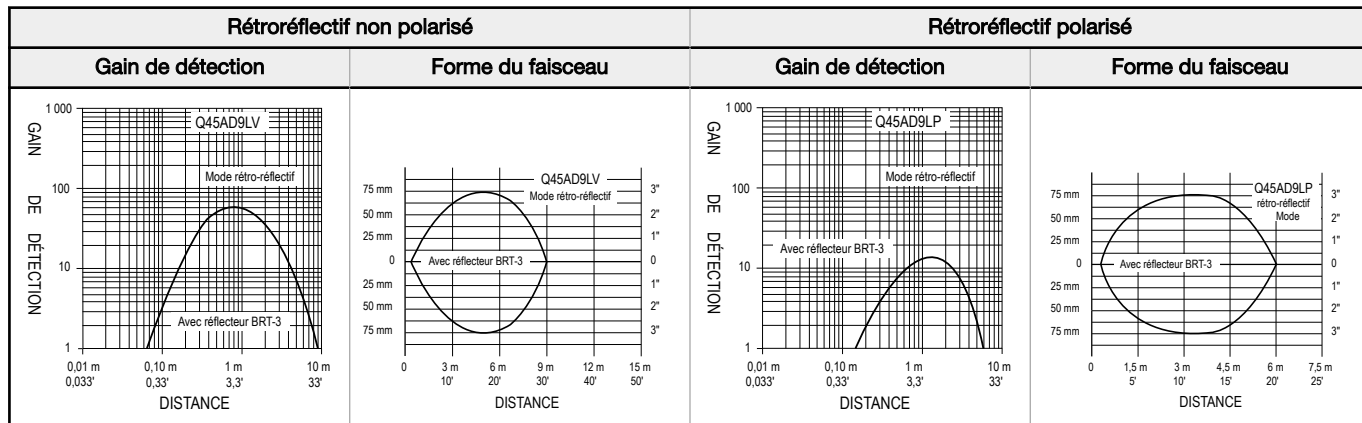 Rétroréflectif non polarisé
Rétroréflectif polarisé
Gain de détection
Forme du faisceau
Gain de détection
Forme du faisceau
GAIN DE DÉTECTION
1 000
100
10
1
Q45AD9LV
Mode rétro-réflectif
Avec réflecteur BRT-3
0,01 m 0,10 m 1 m 10 m
0,033' 0,33' 3,3' 33'
DISTANCE
75 mm
50 mm
25 mm
0
25 mm
50 mm
75 mm
Q45AD9LV
Mode rétro-réflectif
Avec réflecteur BRT-3
3"
2"
1"
0
1"
2"
3"
0 3 m 6 m 9 m 12 m 15 m
10' 20' 30' 40' 50'
DISTANCE
GAIN DE DÉTECTION
1 000
100
10
1
Q45AD9LP
Mode rétro-réflectif
Avec réflecteur BRT-3
0,01 m 0,10 m 1 m 10 m
0,033' 0,33' 3,3' 33'
DISTANCE
75 mm
50 mm
25 mm
0
25 mm
50 mm
75 mm
Q45AD9LP
rétro-réflectif
Mode
Avec réflecteur BRT-3
3"
2"
1"
0
1"
2"
3"
0 1,5 m 3 m 4,5 m 6 m 7,5 m
5' 10' 15' 20' 25'
DISTANCE